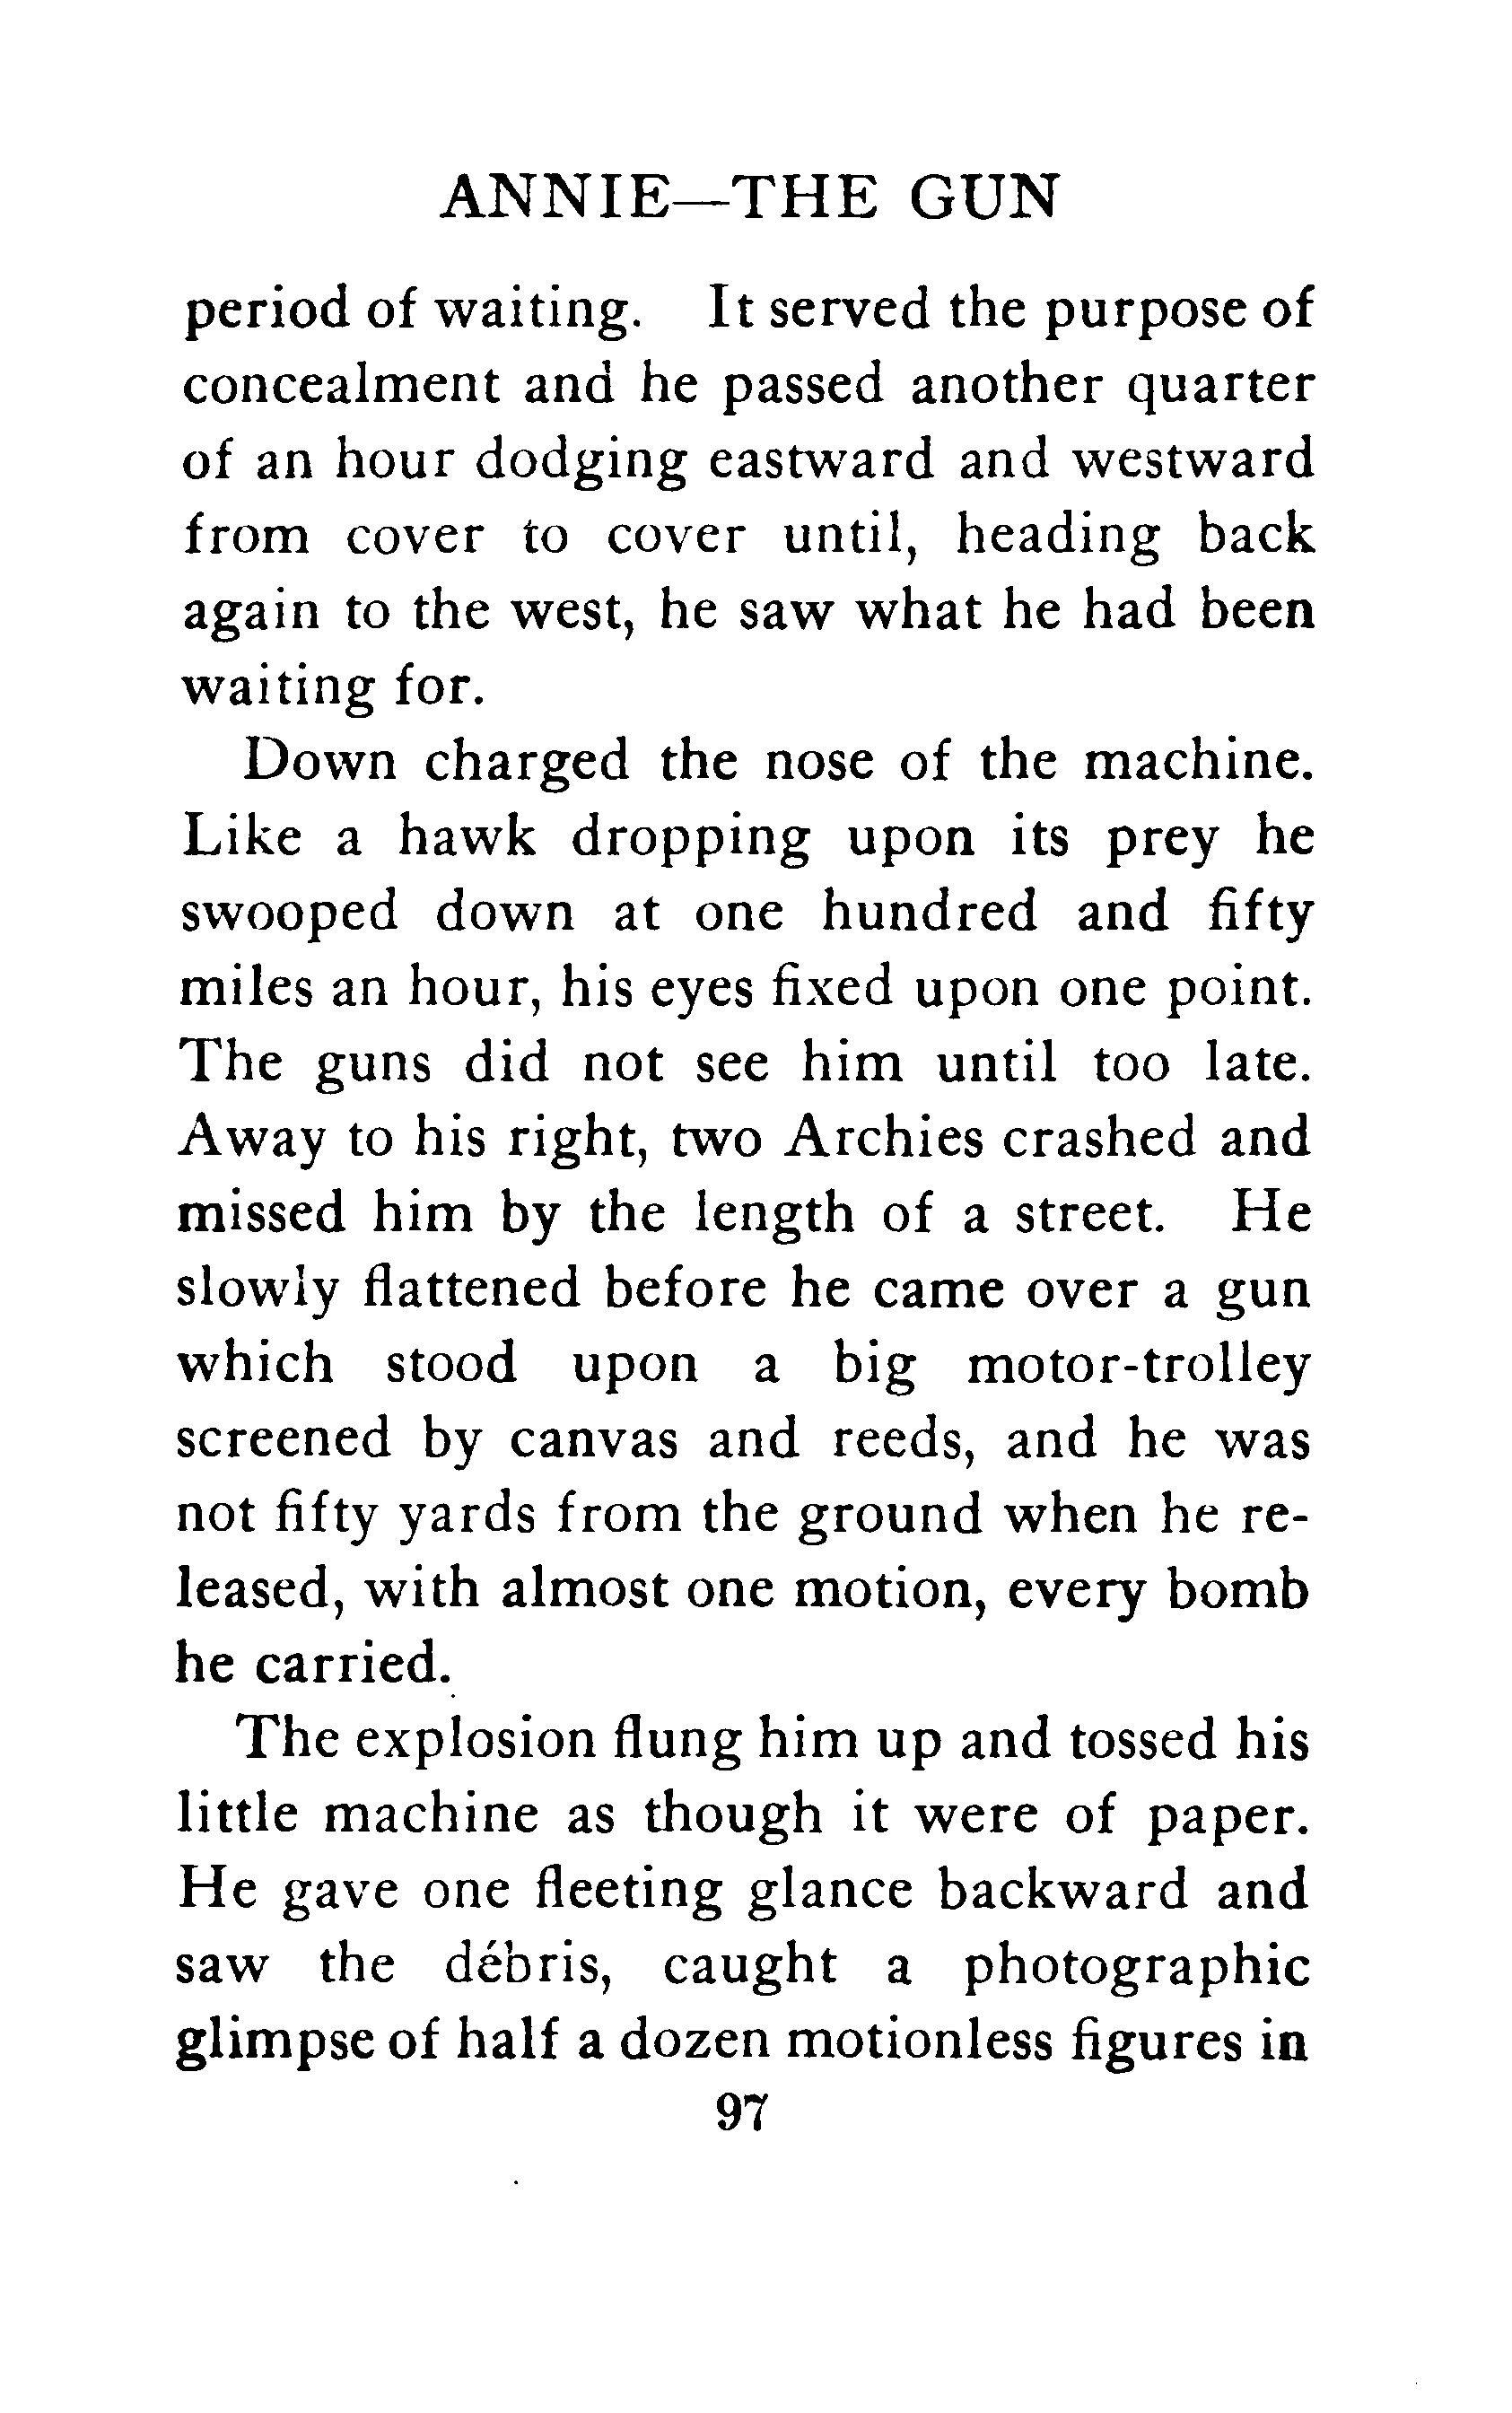 ANNIE—THE GUN
period of waiting. It served the purpose of
concealment and he passed another quarter
of an hour dodging eastward and westward
from cover to cover until, heading back
again to the west, he saw what he had been
waiting for.
Down charged the nose of the machine.
Like a hawk dropping upon its prey he
swooped down at one hundred and fifty
miles an hour, his eyes fixed upon one point.
The guns did not see him until too late.
Away to his right, two Archies crashed and
missed him by the length of a street. He
slowly flattened before he came over a gun
which stood upon a big motor-trolley
screened by canvas and reeds, and he was
not fifty yards from the ground when he re-
leased, with almost one motion, every bomb
he carried.
The explosion flung him up and tossed his
little machine as though it were of paper.
He gave one fleeting glance backward and
saw the débris, caught a photographic
glimpse of half a dozen motionless figures in
97